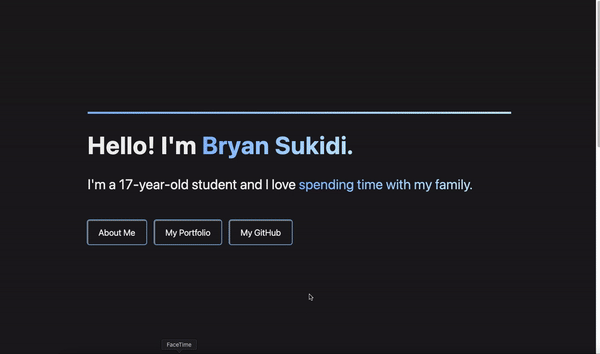 Hello! I'm Bryan Sukidi.
I'm a 17-year-old student and I love spending time with my family.
About Me
My Portfolio
My GitHub
FaceTime